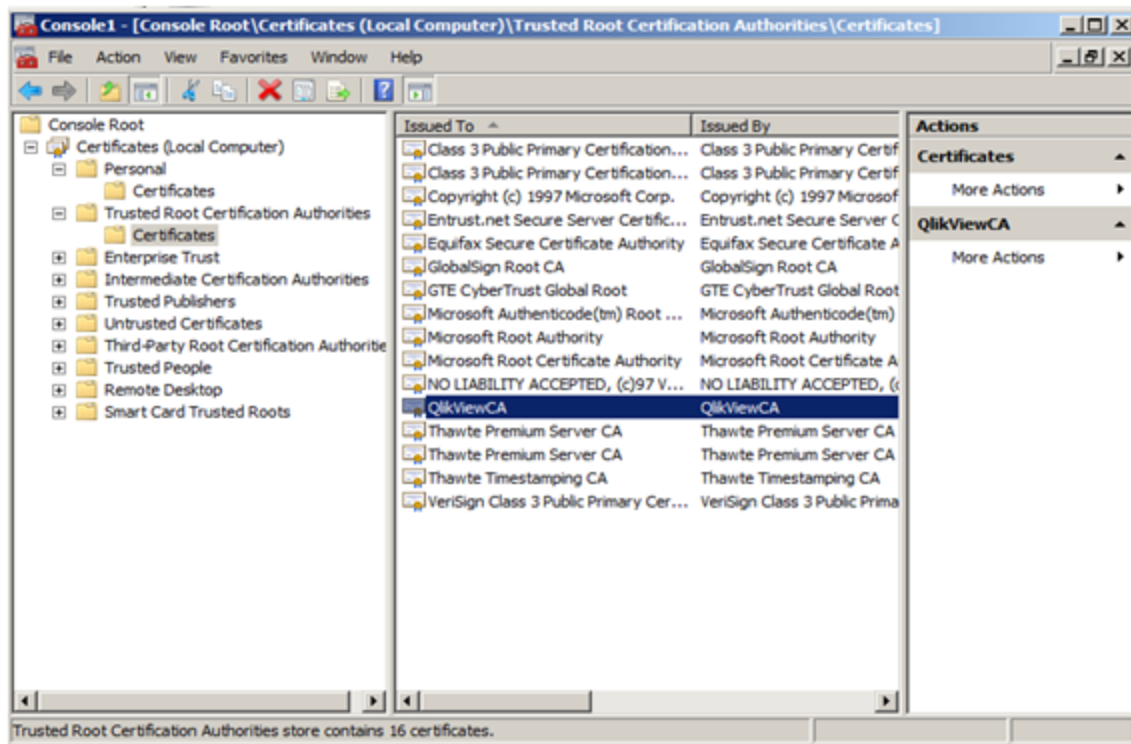 Console1 - [Console Root\Certificates (Local Computer)\Trusted Root Certification Authorities\Certificates]
File Action View Favorites Window Help
Console Root
Certificates (Local Computer)
Personal
Certificates
Trusted Root Certification Authorities
Certificates
Enterprise Trust
Intermediate Certification Authorities
Trusted Publishers
Untrusted Certificates
Third-Party Root Certification Authoritie
Trusted People
Remote Desktop
Smart Card Trusted Roots
Issued To Issued By
Class 3 Public Primary Certification... Class 3 Public Primary Certif
Class 3 Public Primary Certification... Class 3 Public Primary Certif
Copyright (c) 1997 Microsoft Corp. Copyright (c) 1997 Microsof
Entrust.net Secure Server Certific... Entrust.net Secure Server C
Equifax Secure Certificate Authority Equifax Secure Certificate A
GlobalSign Root CA GlobalSign Root CA
GTE CyberTrust Global Root GTE CyberTrust Global Root
Microsoft Authenticode(tm) Root ... Microsoft Authenticode(tm)
Microsoft Root Authority Microsoft Root Authority
Microsoft Root Certificate Authority Microsoft Root Certificate A
NO LIABILITY ACCEPTED, (c)97 V... NO LIABILITY ACCEPTED, (c
QlikViewCA QlikViewCA
Thawte Premium Server CA Thawte Premium Server CA
Thawte Premium Server CA Thawte Premium Server CA
Thawte Timestamping CA Thawte Timestamping CA
VeriSign Class 3 Public Primary Cer... VeriSign Class 3 Public Prima
Actions
Certificates
More Actions
QlikViewCA
More Actions
Trusted Root Certification Authorities store contains 16 certificates.